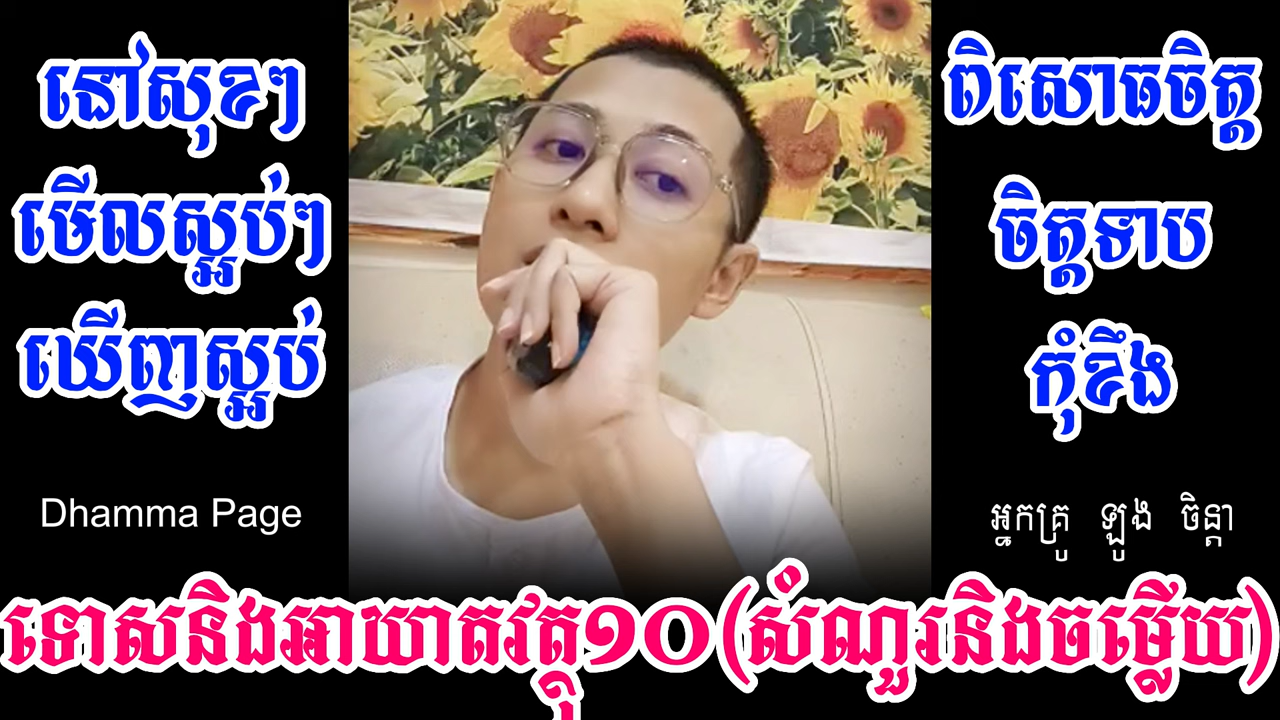 នៅសុខៗ
មើលស្អប់ៗ
ឃើញស្អប់
Dhamma Page
ពិសោធចិត្ត
ចិត្តទាប
កុំខឹង
អ្នកគ្រូ ឡុង ចិន្តា
ទោសនិងអាឃាតវត្ថុ១០(សំណួរនិងចម្លើយ)